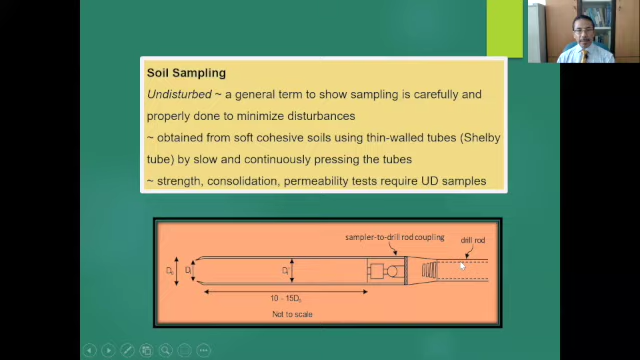 Soil Sampling
Undisturbed ~ a general term to show sampling is carefully and
properly done to minimize disturbances
~ obtained from soft cohesive soils using thin-walled tubes (Shelby
tube) by slow and continuously pressing the tubes
~ strength, consolidation, permeability tests require UD samples
sampler-to-drill rod coupling
drill rod
Not to scale